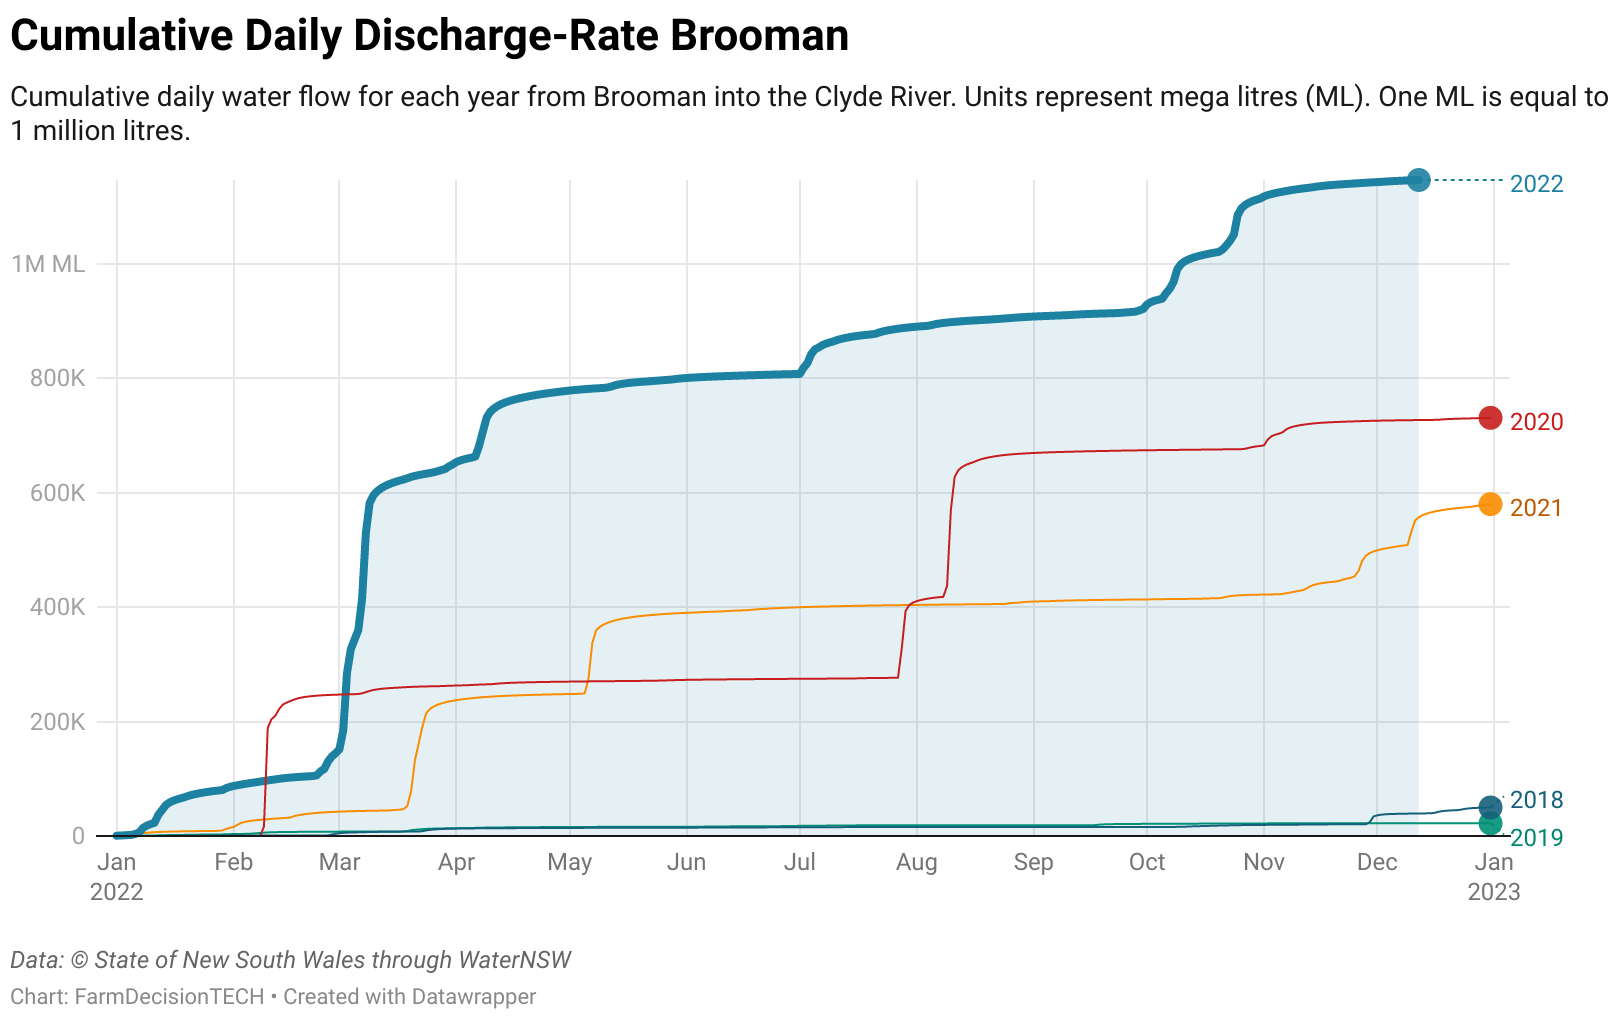 Cumulative Daily Discharge-Rate Brooman
Cumulative daily water flow for each year from Brooman into the Clyde River. Units represent mega litres (ML). One ML is equal to
1 million litres.
2022
1M ML
800K
2020
600K
2021
400K
200K
2018
0
2019
Jan Feb Mar Apr May Jun Jul Aug Sep Oct Nov Dec Jan
2022 2023
Data: © State of New South Wales through WaterNSW
Chart: FarmDecisionTECH • Created with Datawrapper